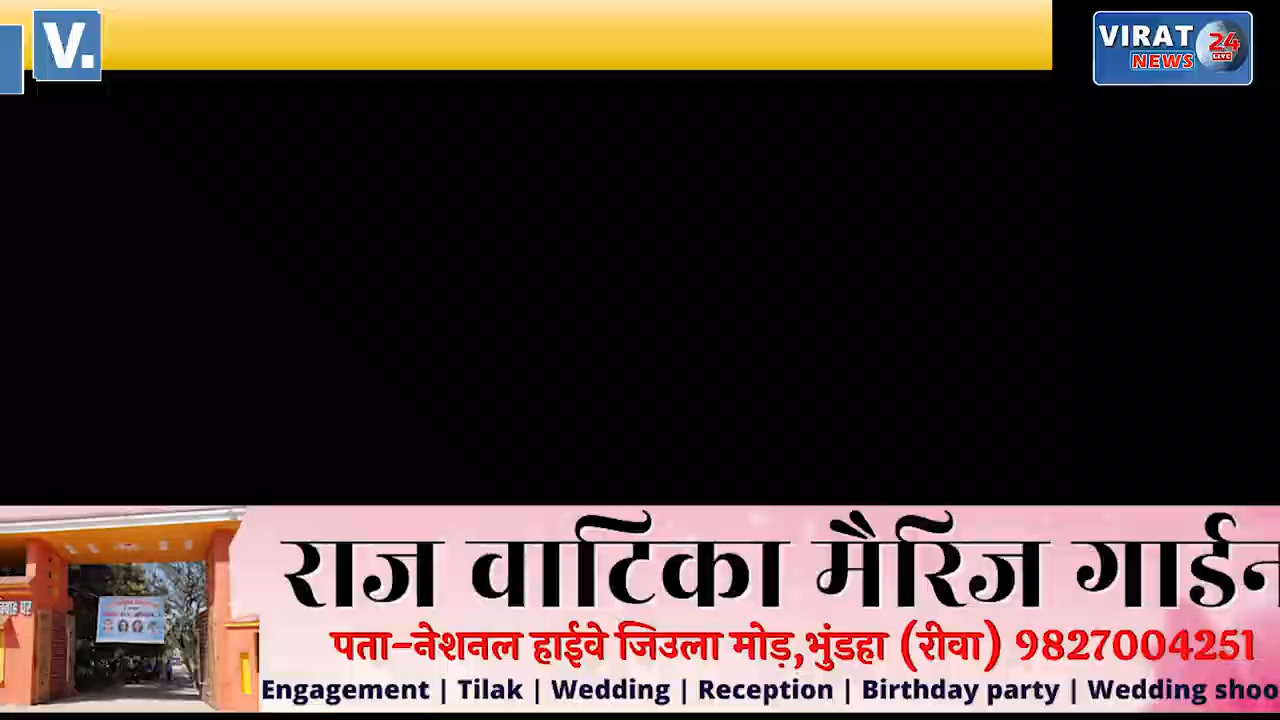 V.
VIRAT
24
LIVE
NEWS
राज वाटिका मैरिज गार्डन
पता-नेशनल हाईवे जिउला मोड़,भुंडहा (रीवा) 9827004251
Engagement | Tilak | Wedding | Reception | Birthday party | Wedding shoo